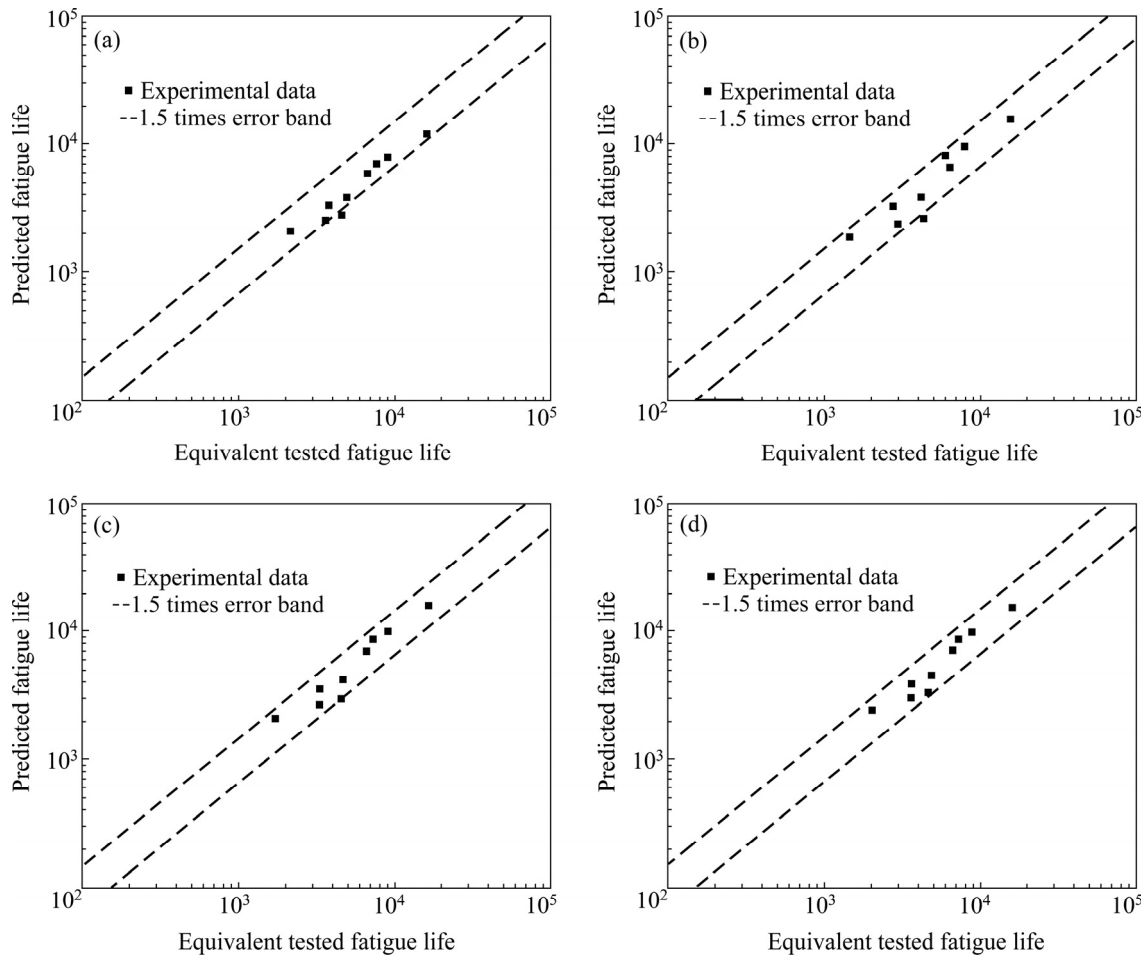 (a)
10^5
10^4
10^3
10^2
Predicted fatigue life
■ Experimental data
--1.5 times error band
10^3
10^4
10^5
Equivalent tested fatigue life
(b)
10^5
10^4
10^3
10^2
Predicted fatigue life
■ Experimental data
--1.5 times error band
10^3
10^4
10^5
Equivalent tested fatigue life
(c)
10^5
10^4
10^3
10^2
Predicted fatigue life
■ Experimental data
--1.5 times error band
10^3
10^4
10^5
Equivalent tested fatigue life
(d)
10^5
10^4
10^3
10^2
Predicted fatigue life
■ Experimental data
--1.5 times error band
10^3
10^4
10^5
Equivalent tested fatigue life